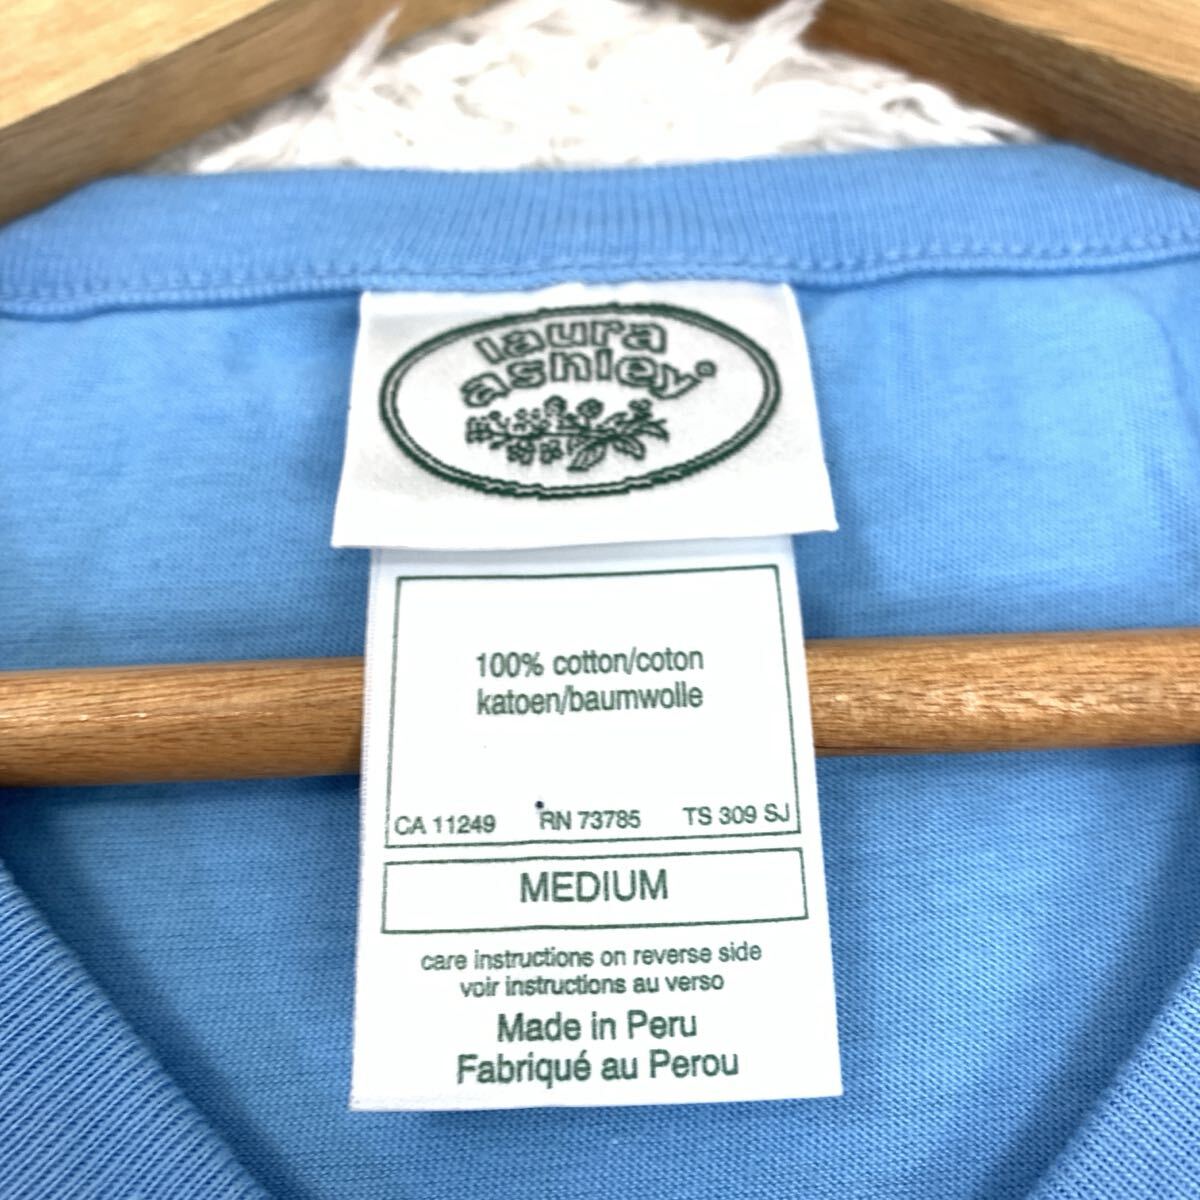 laura
ashley®
100% cotton/coton
katoen/baumwolle
CA 11249 RN 73785 TS 309 SJ
MEDIUM
care instructions on reverse side
voir instructions au verso
Made in Peru
Fabriqué au Perou